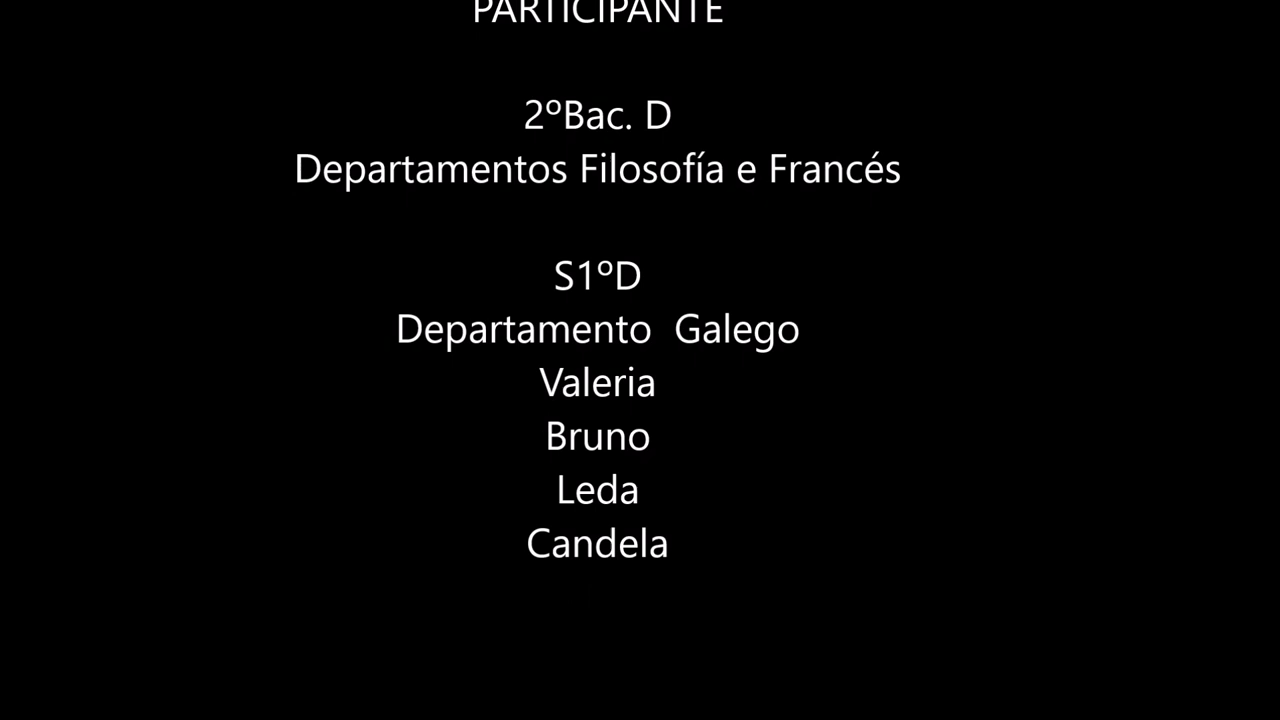 PARTICIPANTE
2ºBac. D
Departamentos Filosofía e Francés
S1ºD
Departamento  Galego
Valeria
Bruno
Leda
Candela